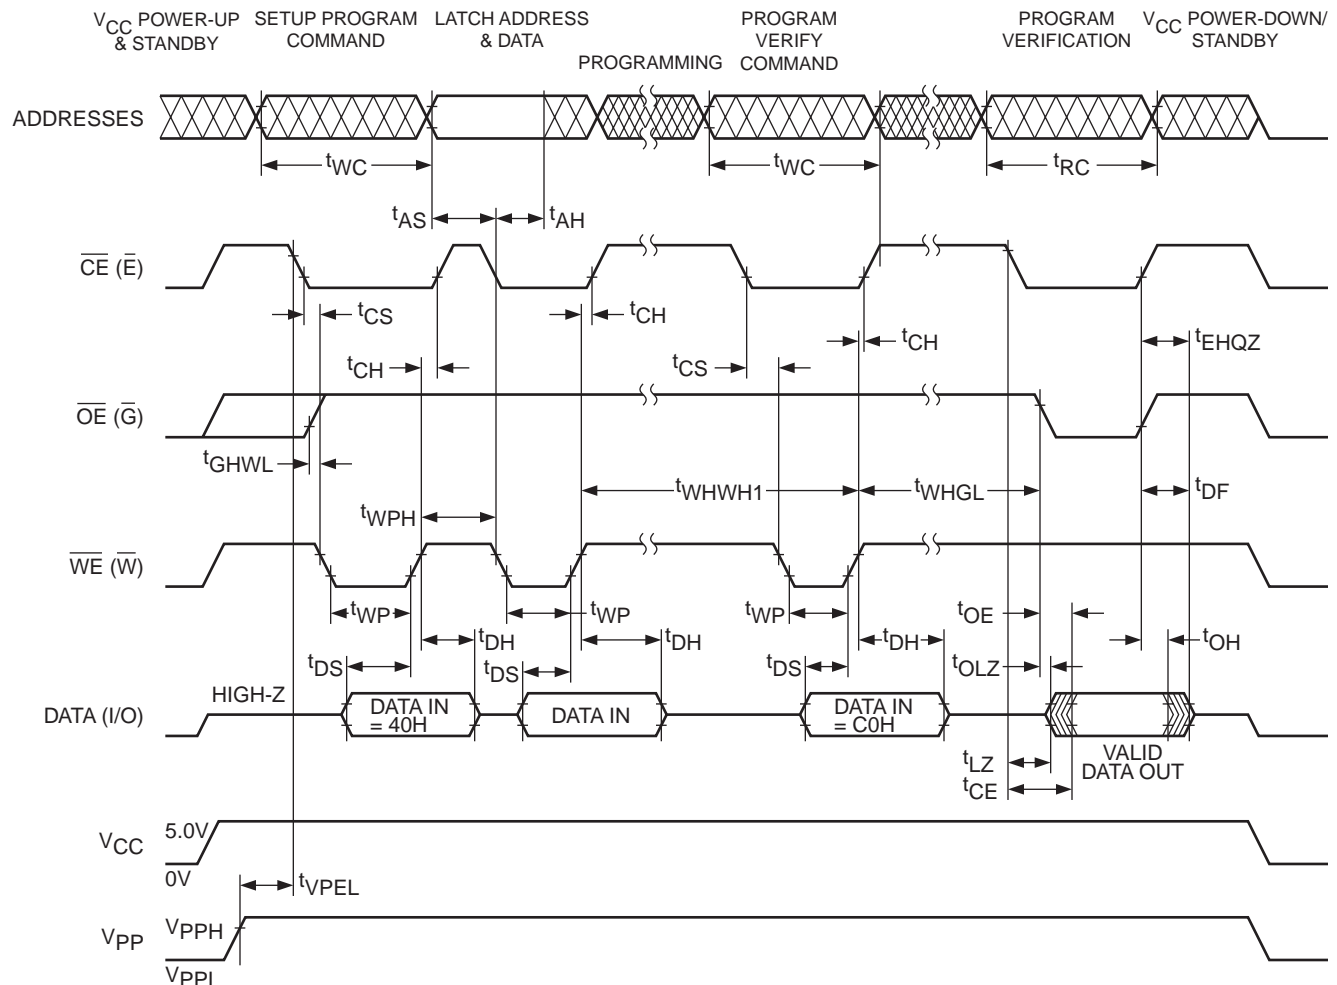 VCC POWER-UP & STANDBY
SETUP PROGRAM COMMAND
LATCH ADDRESS & DATA
PROGRAMMING
PROGRAM VERIFY COMMAND
PROGRAM VERIFICATION
VCC POWER-DOWN/ STANDBY
ADDRESSES
tWC
tWC
tRC
tAS
tAH
CE (E)
tCS
tCH
tCH
tEHQZ
tCH
tCS
OE (G)
tGHWL
tWHWH1
tWHGL
tDF
tWPH
WE (W)
tWP
tWP
tWP
tOE
tDH
tDH
tDH
tOH
tDS
tDS
tDS
tOLZ
HIGH-Z
DATA (I/O)
DATA IN = 40H
DATA IN
DATA IN = C0H
VALID DATA OUT
tLZ
tCE
VCC
5.0V
0V
tVPEL
VPP
VPPH
VPPL